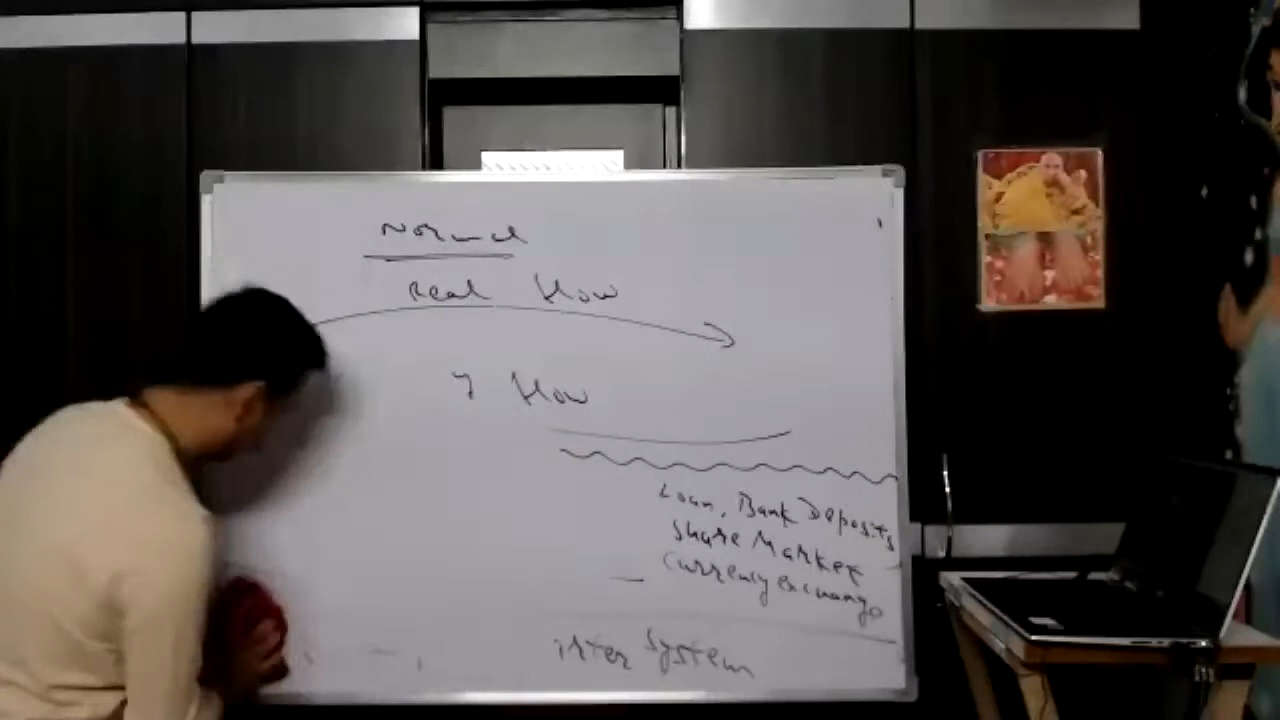 Normal
Real flow
y flow
Loan, Bank Deposits
Share Market
Currency exchange
inter system